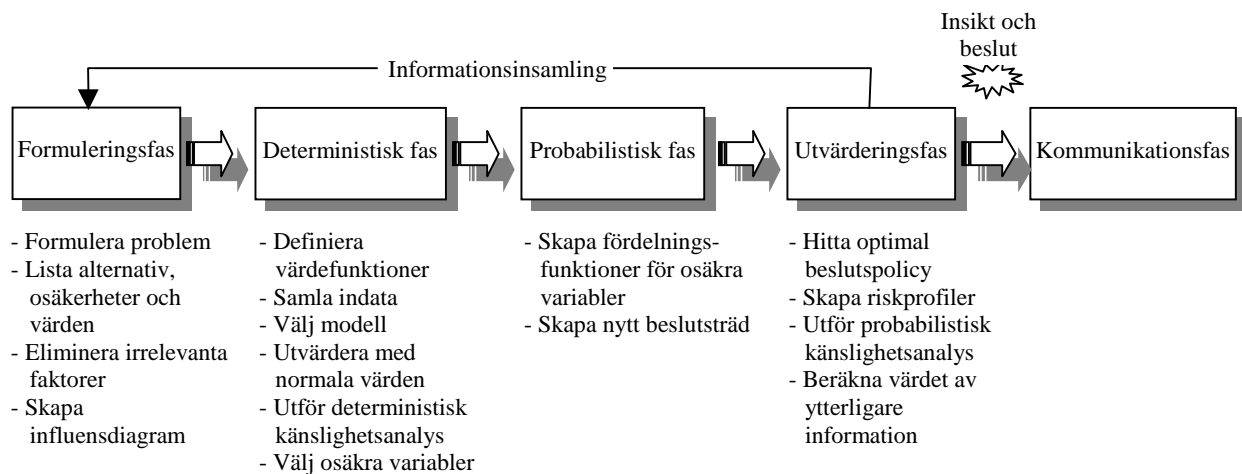 Insikt och
beslut
Informationsinsamling
Formuleringsfas
Deterministisk fas
Probabilistisk fas
Utvärderingsfas
Kommunikationsfas
- Formulera problem
- Lista alternativ,
osäkerheter och
värden
- Eliminera irrelevanta
faktorer
- Skapa
influensdiagram
- Definiera
värdefunktioner
- Samla indata
- Välj modell
- Utvärdera med
normala värden
- Utför deterministisk
känslighetsanalys
- Välj osäkra variabler
- Skapa fördelnings-
funktioner för osäkra
variabler
- Skapa nytt beslutsträd
- Hitta optimal
beslutspolicy
- Skapa riskprofiler
- Utför probabilistisk
känslighetsanalys
- Beräkna värdet av
ytterligare
information